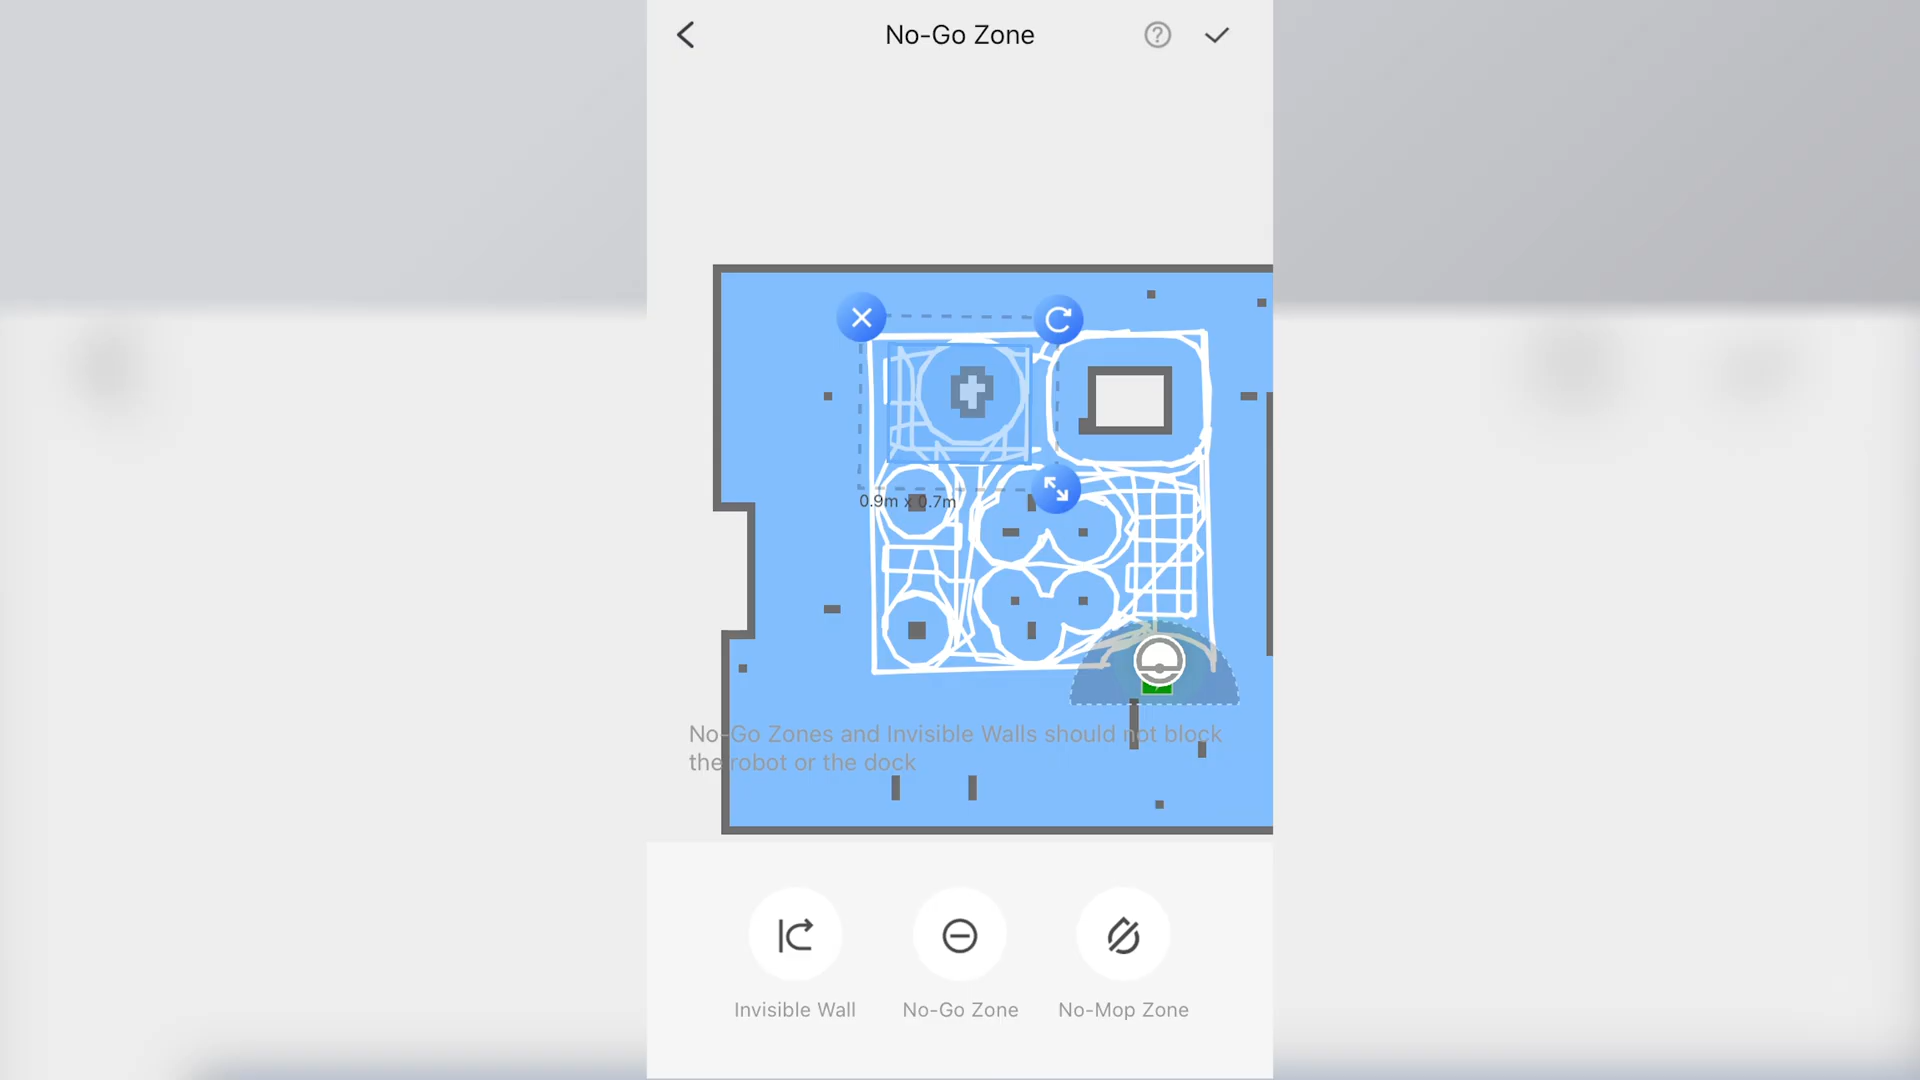 No-Go Zone
0.9m x 0.7m
No-Go Zones and Invisible Walls should not block
the robot or the dock
Invisible Wall
No-Go Zone
No-Mop Zone